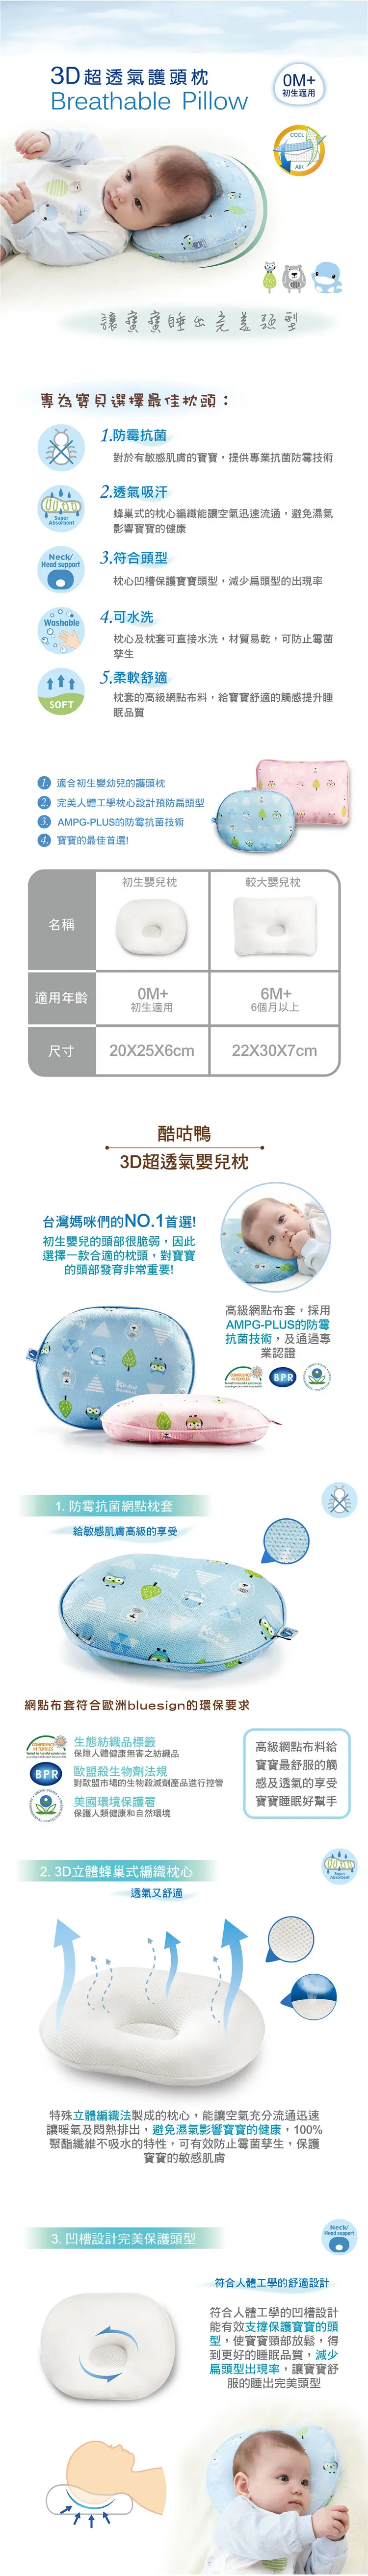 3D超透氣護頭枕
Breathable Pillow
0M+
初生適用
COOL
AIR
讓寶寶睡出完美頭型
專為寶貝選擇最佳枕頭：
1.防霉抗菌
對於有敏感肌膚的寶寶，提供專業抗菌防霉技術
2.透氣吸汗
蜂巢式的枕心編織能讓空氣迅速流通，避免濕氣
影響寶寶的健康
Super
Absorbent
3.符合頭型
枕心凹槽保護寶寶頭型，減少扁頭型的出現率
Neck/
Head support
4.可水洗
枕心及枕套可直接水洗，材質易乾，可防止霉菌
孳生
Washable
5.柔軟舒適
枕套的高級網點布料，給寶寶舒適的觸感提升睡
眠品質
SOFT
1. 適合初生嬰幼兒的護頭枕
2. 完美人體工學枕心設計預防扁頭型
3. AMPG-PLUS的防霉抗菌技術
4. 寶寶的最佳首選!
名稱
初生嬰兒枕
較大嬰兒枕
適用年齡
0M+
初生適用
6M+
6個月以上
尺寸
20X25X6cm
22X30X7cm
酷咕鴨
3D超透氣嬰兒枕
台灣媽咪們的NO.1首選!
初生嬰兒的頭部很脆弱，因此
選擇一款合適的枕頭，對寶寶
的頭部發育非常重要!
高級網點布套，採用
AMPG-PLUS的防霉
抗菌技術，及通過專
業認證
CONFIDENCE
IN TEXTILES
BPR
1. 防霉抗菌網點枕套
給敏感肌膚高級的享受
網點布套符合歐洲bluesign的環保要求
CONFIDENCE
IN TEXTILES
生態紡織品標籤
保障人體健康無害之紡織品
BPR
歐盟殺生物劑法規
對歐盟市場的生物殺滅劑產品進行控管
美國環境保護署
保護人類健康和自然環境
高級網點布料給
寶寶最舒服的觸
感及透氣的享受
寶寶睡眠好幫手
2. 3D立體蜂巢式編織枕心
透氣又舒適
Super
Absorbent
特殊立體編織法製成的枕心，能讓空氣充分流通迅速
讓暖氣及悶熱排出，避免濕氣影響寶寶的健康，100%
聚酯纖維不吸水的特性，可有效防止霉菌孳生，保護
寶寶的敏感肌膚
3. 凹槽設計完美保護頭型
Neck/
Head support
符合人體工學的舒適設計
符合人體工學的凹槽設計
能有效支撐保護寶寶的頭
型，使寶寶頸部放鬆，得
到更好的睡眠品質，減少
扁頭型出現率，讓寶寶舒
服的睡出完美頭型